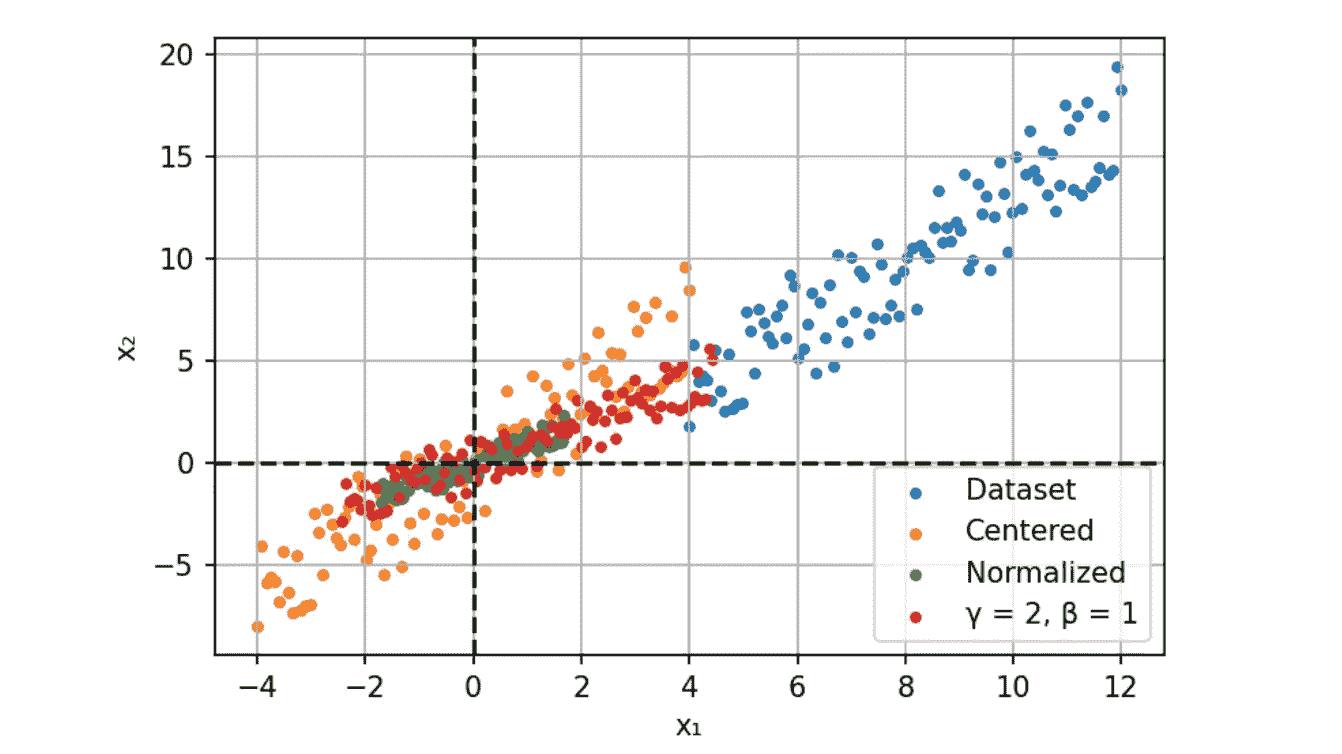 20
15
10
5
0
−5
x₂
−4 −2 0 2 4 6 8 10 12
x₁
Dataset
Centered
Normalized
γ = 2, β = 1